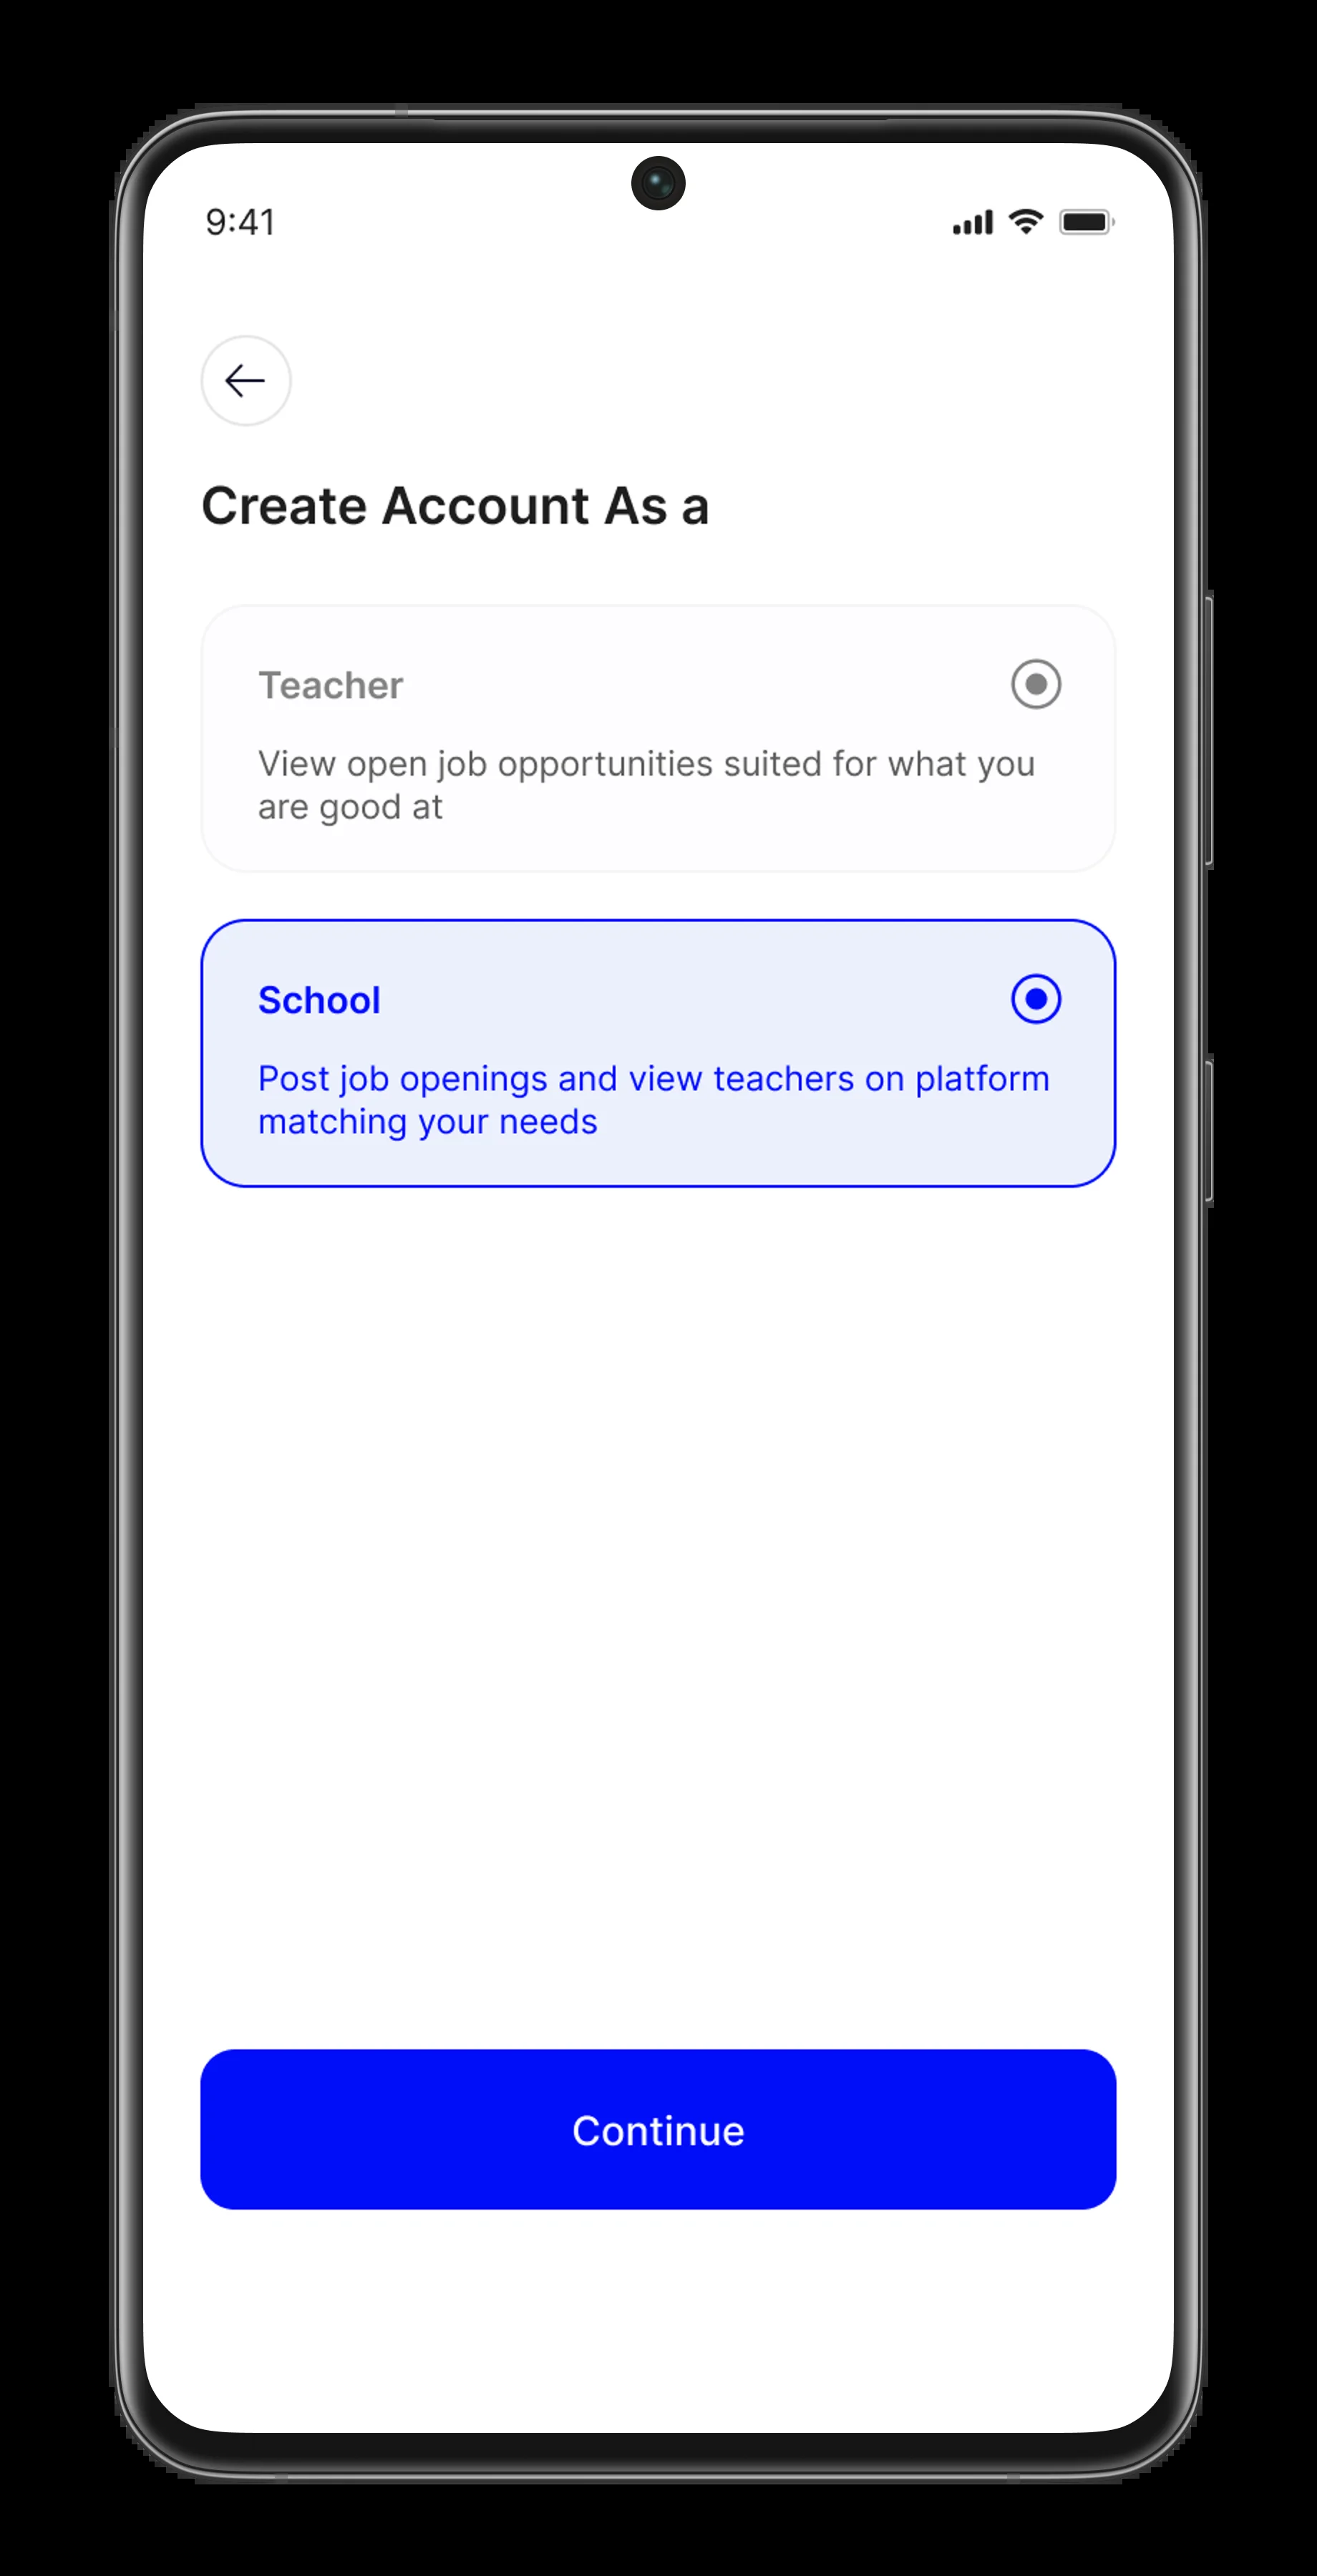 9:41
Create Account As a
Teacher
View open job opportunities suited for what you
are good at
School
Post job openings and view teachers on platform
matching your needs
Continue